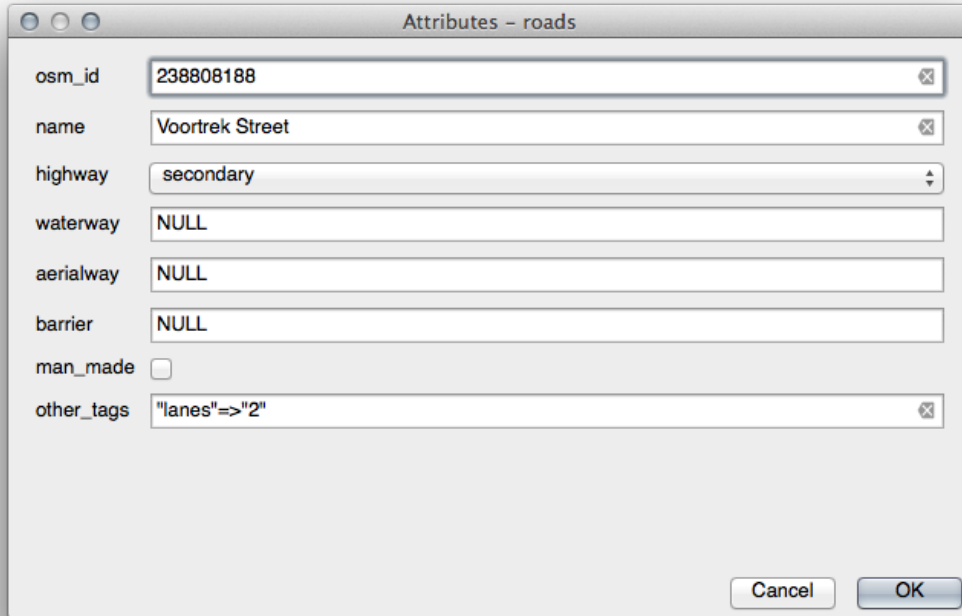 Attributes – roads
osm_id 238808188
name Voortrek Street
highway secondary
waterway NULL
aerialway NULL
barrier NULL
man_made
other_tags "lanes"=>"2"
Cancel OK